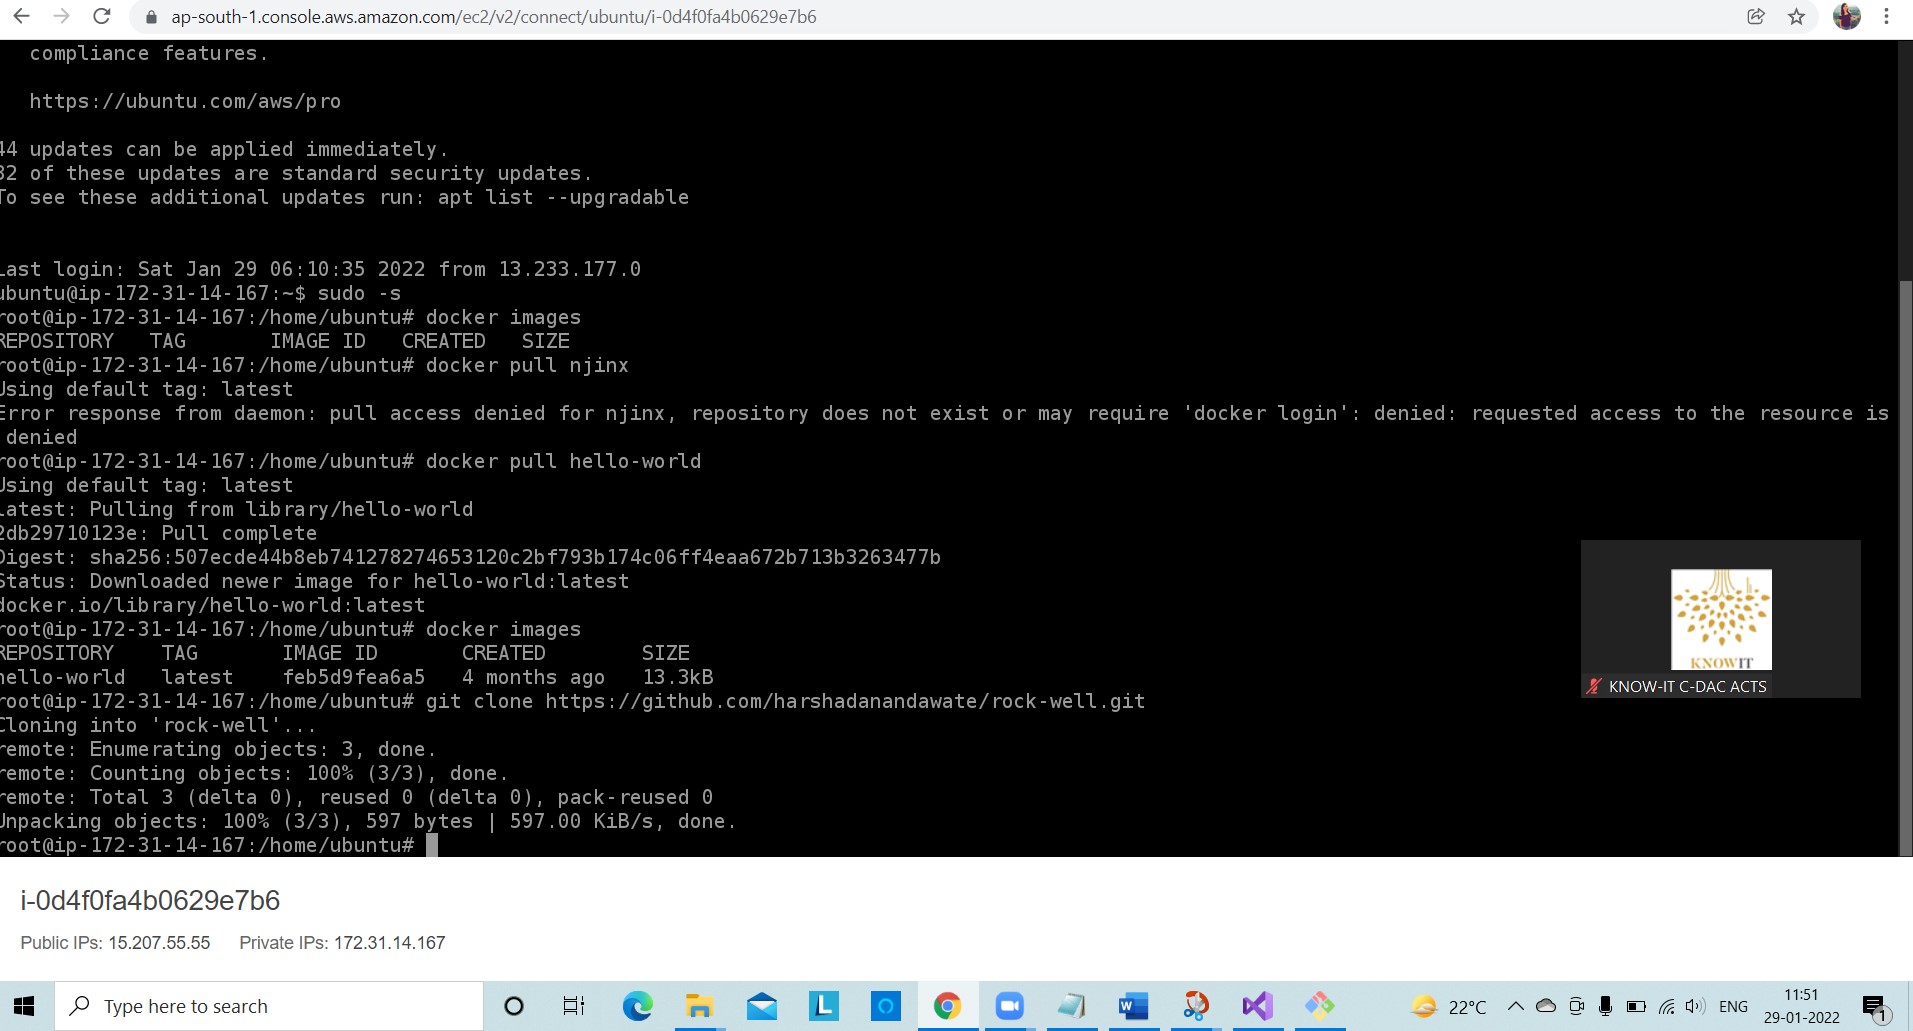 ap-south-1.console.aws.amazon.com/ec2/v2/connect/ubuntu/i-0d4f0fa4b0629e7b6
compliance features.
https://ubuntu.com/aws/pro
44 updates can be applied immediately.
32 of these updates are standard security updates.
To see these additional updates run: apt list --upgradable
Last login: Sat Jan 29 06:10:35 2022 from 13.233.177.0
ubuntu@ip-172-31-14-167:~$ sudo -s
root@ip-172-31-14-167:/home/ubuntu# docker images
REPOSITORY   TAG       IMAGE ID   CREATED   SIZE
root@ip-172-31-14-167:/home/ubuntu# docker pull njinx
Using default tag: latest
Error response from daemon: pull access denied for njinx, repository does not exist or may require 'docker login': denied: requested access to the resource is
denied
root@ip-172-31-14-167:/home/ubuntu# docker pull hello-world
Using default tag: latest
latest: Pulling from library/hello-world
2db29710123e: Pull complete
Digest: sha256:507ecde44b8eb741278274653120c2bf793b174c06ff4eaa672b713b3263477b
Status: Downloaded newer image for hello-world:latest
docker.io/library/hello-world:latest
root@ip-172-31-14-167:/home/ubuntu# docker images
REPOSITORY    TAG       IMAGE ID       CREATED        SIZE
hello-world   latest    feb5d9fea6a5   4 months ago   13.3kB
root@ip-172-31-14-167:/home/ubuntu# git clone https://github.com/harshadanandawate/rock-well.git
Cloning into 'rock-well'...
remote: Enumerating objects: 3, done.
remote: Counting objects: 100% (3/3), done.
remote: Total 3 (delta 0), reused 0 (delta 0), pack-reused 0
Unpacking objects: 100% (3/3), 597 bytes | 597.00 KiB/s, done.
root@ip-172-31-14-167:/home/ubuntu#
KNOWIT
KNOW-IT C-DAC ACTS
i-0d4f0fa4b0629e7b6
Public IPs: 15.207.55.55 Private IPs: 172.31.14.167
Type here to search
L
W
22°C
ENG
11:51
29-01-2022
1